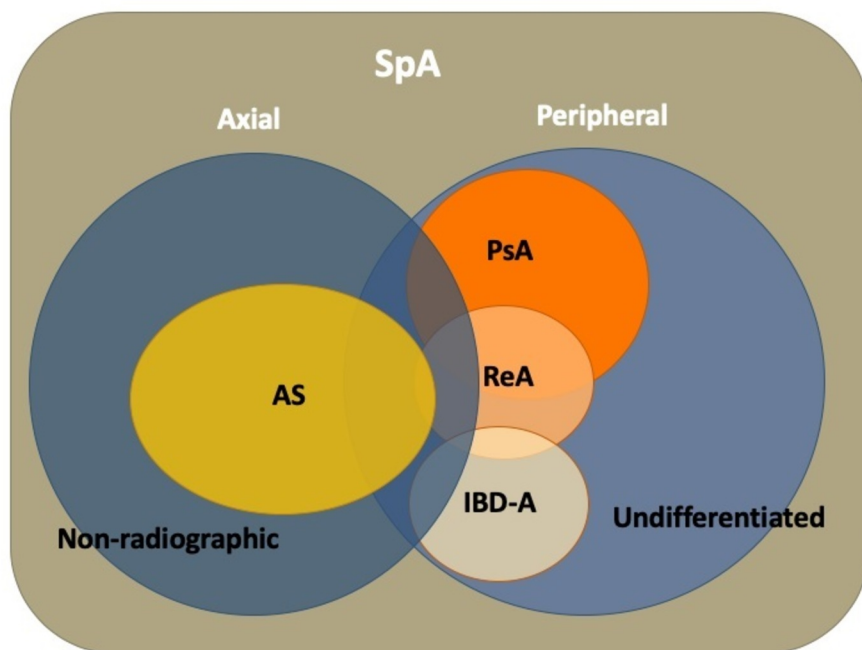 SpA
Axial
Peripheral
PsA
ReA
AS
IBD-A
Undifferentiated
Non-radiographic